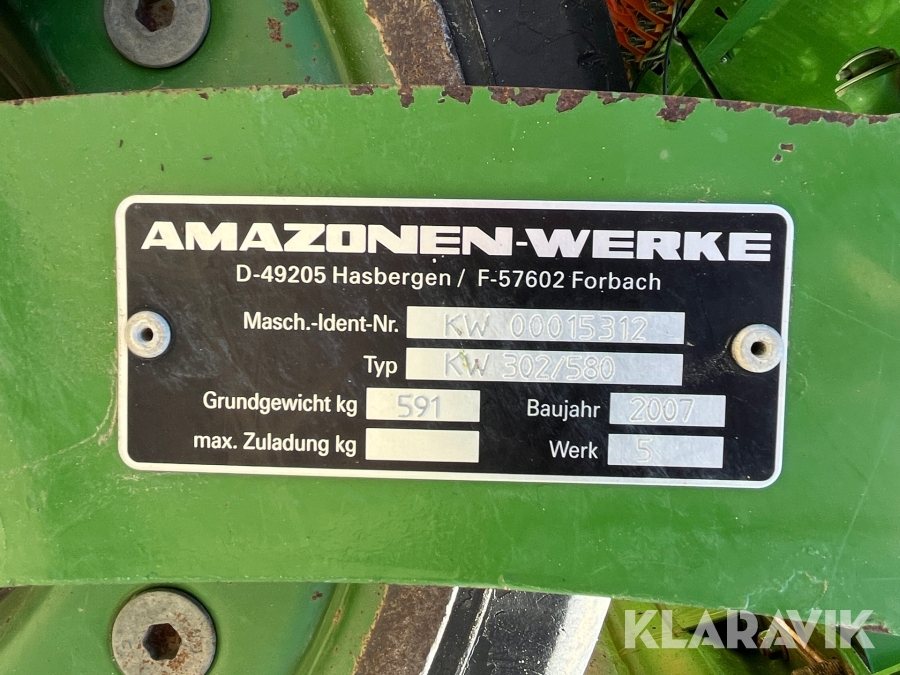 AMAZONEN-WERKE
D-49205 Hasbergen / F-57602 Forbach
Masch.-Ident-Nr. KW 00015312
Typ KW 302/580
Grundgewicht kg 591 Baujahr 2007
max. Zuladung kg Werk 5
KLARAVIK